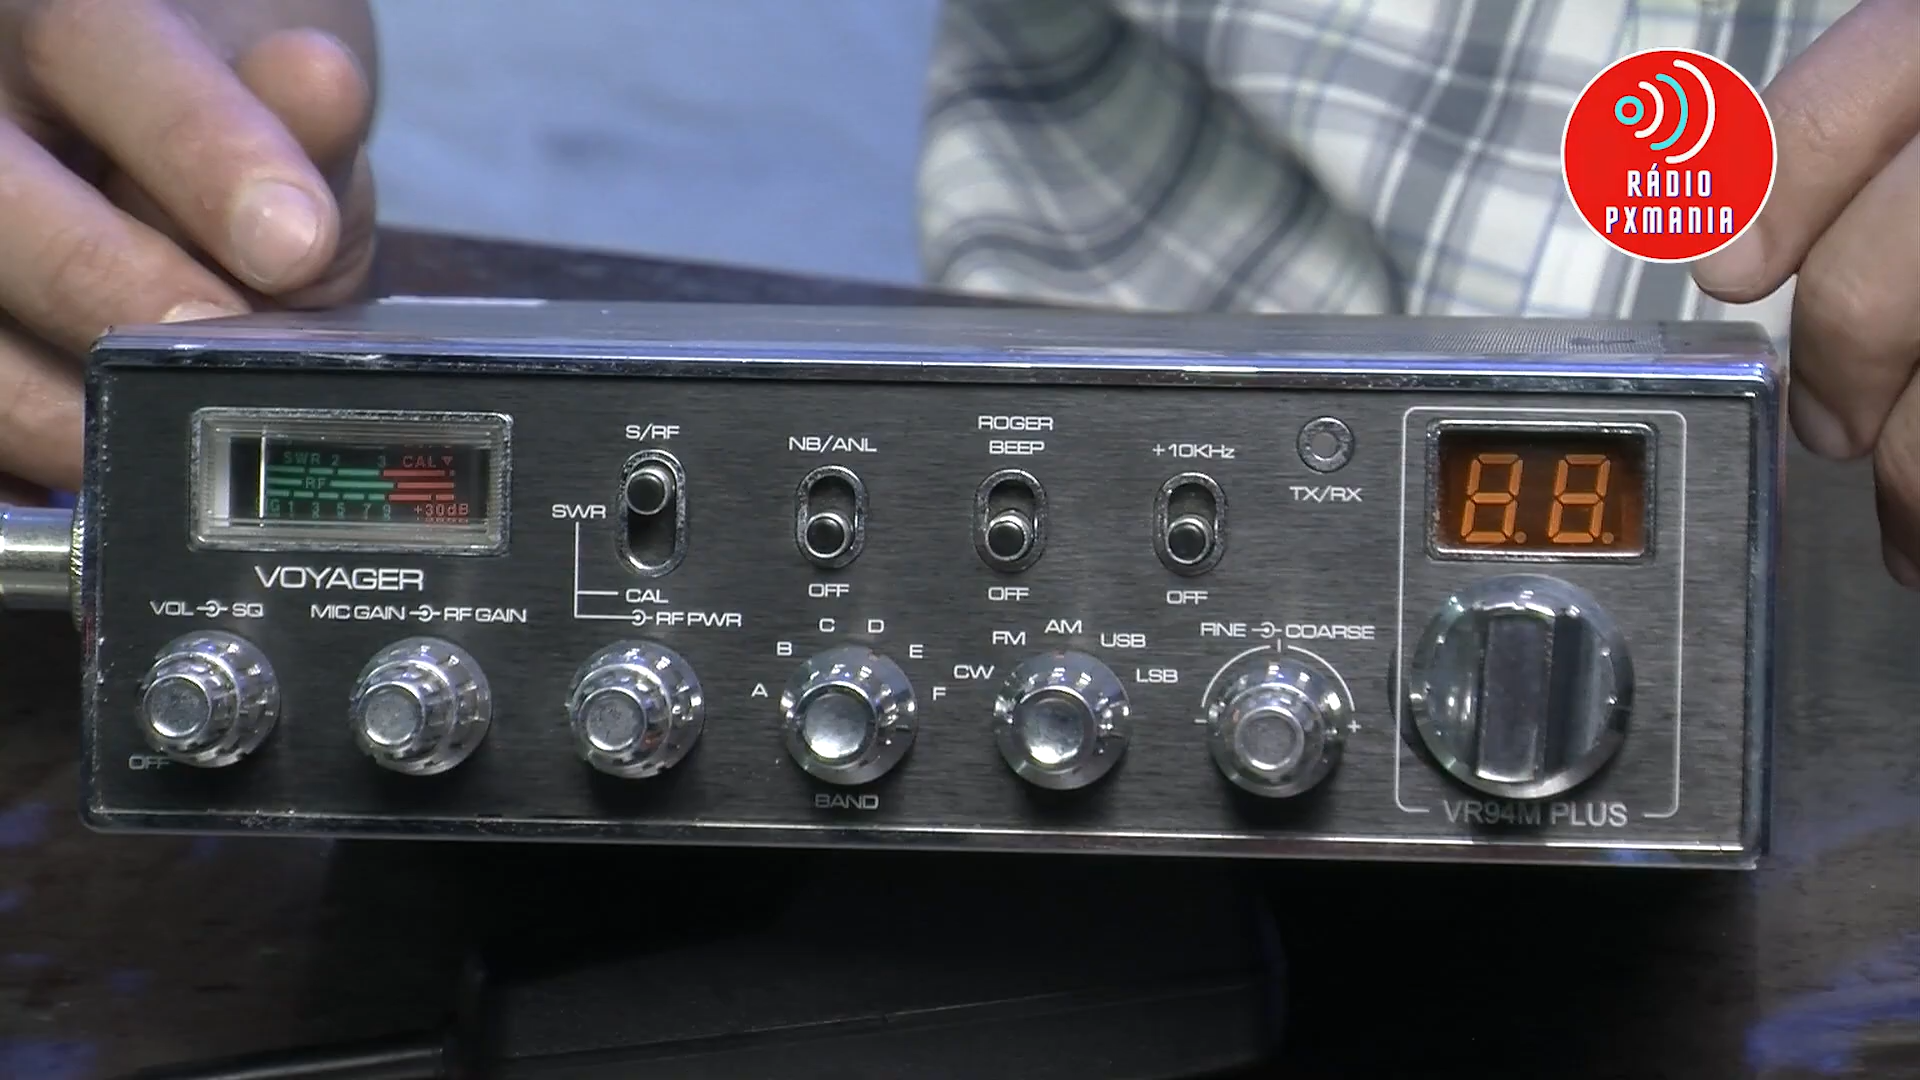 RÁDIO
PXMANIA
SWR 2 3 CAL
RF
1 3 5 7 9 +30dB
VOYAGER
VOL SQ
MIC GAIN RF GAIN
OFF
S/RF
SWR
CAL
RF PWR
NB/ANL
OFF
ROGER
BEEP
OFF
+10KHz
OFF
TX/RX
8.8.
A B C D E F
BAND
CW FM AM USB LSB
FINE COARSE
- +
VR94M PLUS